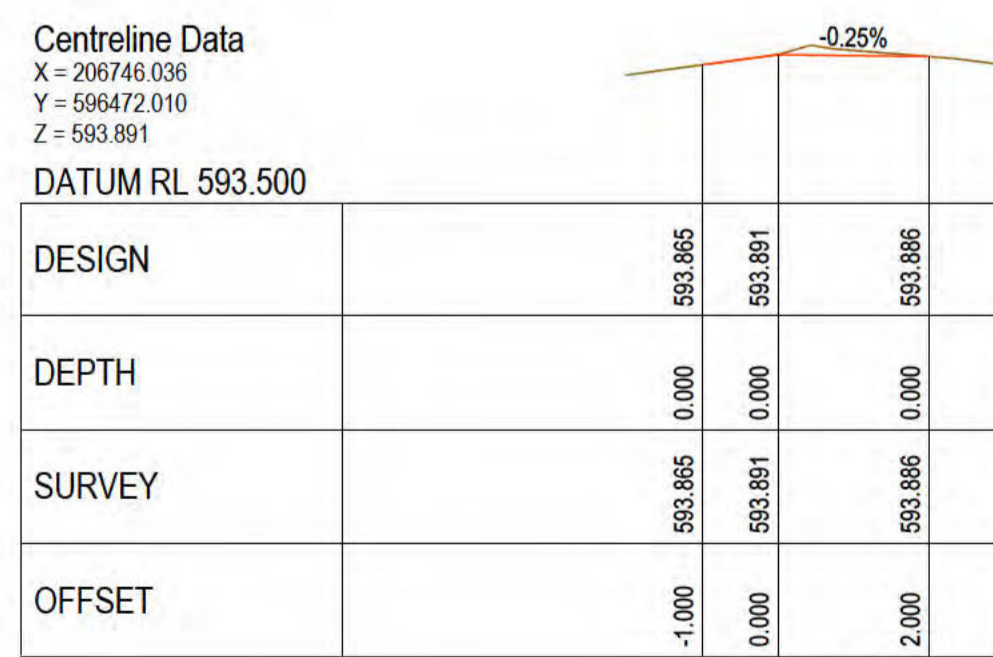 Centreline Data
X = 206746.036
Y = 596472.010
Z = 593.891
-0.25%
DATUM RL 593.500
DESIGN 593.865 593.891 593.886
DEPTH 0.000 0.000 0.000
SURVEY 593.865 593.891 593.886
OFFSET -1.000 0.000 2.000